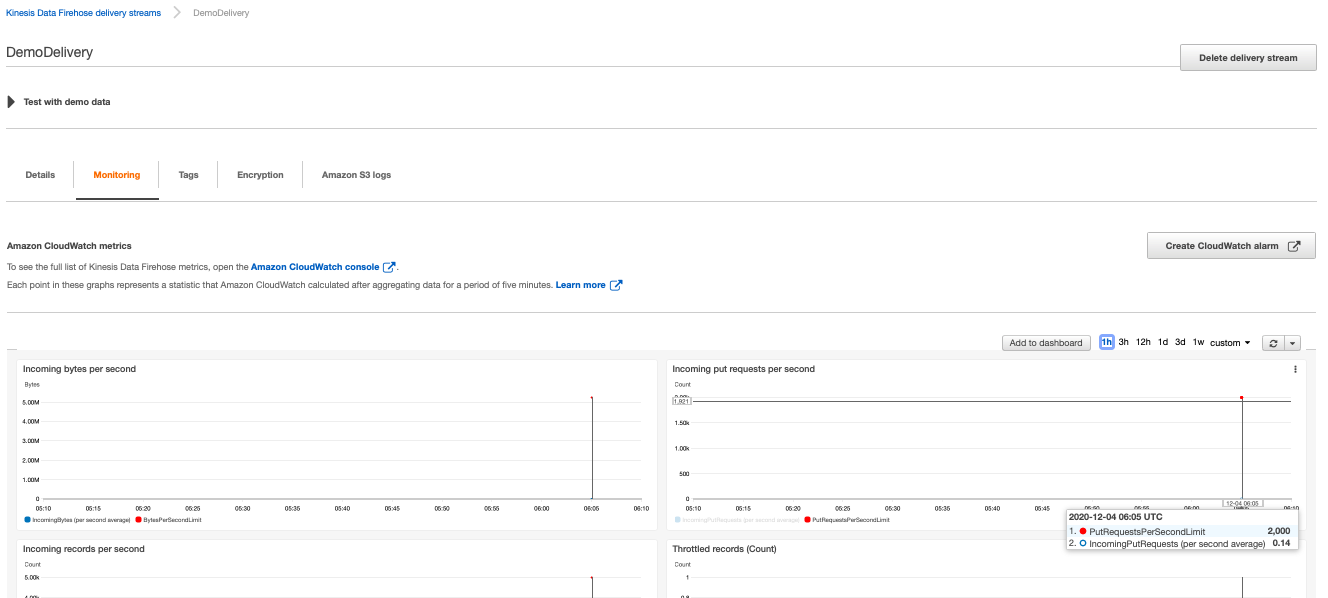 Kinesis Data Firehose delivery streams DemoDelivery
DemoDelivery
Delete delivery stream
Test with demo data
Details Monitoring Tags Encryption Amazon S3 logs
Amazon CloudWatch metrics
Create CloudWatch alarm
To see the full list of Kinesis Data Firehose metrics, open the Amazon CloudWatch console.
Each point in these graphs represents a statistic that Amazon CloudWatch calculated after aggregating data for a period of five minutes. Learn more
Add to dashboard 1h 3h 12h 1d 3d 1w custom
Incoming bytes per second
Bytes
5.00M
4.00M
3.00M
2.00M
1.00M
0
05:10 05:15 05:20 05:25 05:30 05:35 05:40 05:45 05:50 05:55 06:00 06:05 06:10
IncomingBytes (per second average) BytesPerSecondLimit
Incoming put requests per second
Count
1,921
1.50k
1.00k
500
0
05:10 05:15 05:20 05:25 05:30 05:35 05:40 05:45 05:50 05:55 06:00 06:10
12-04 06:05
IncomingPutRequests (per second average) PutRequestsPerSecondLimit
2020-12-04 06:05 UTC
1. PutRequestsPerSecondLimit 2,000
2. IncomingPutRequests (per second average) 0.14
Incoming records per second
Count
5.00k
4.00k
Throttled records (Count)
Count
1
0.8